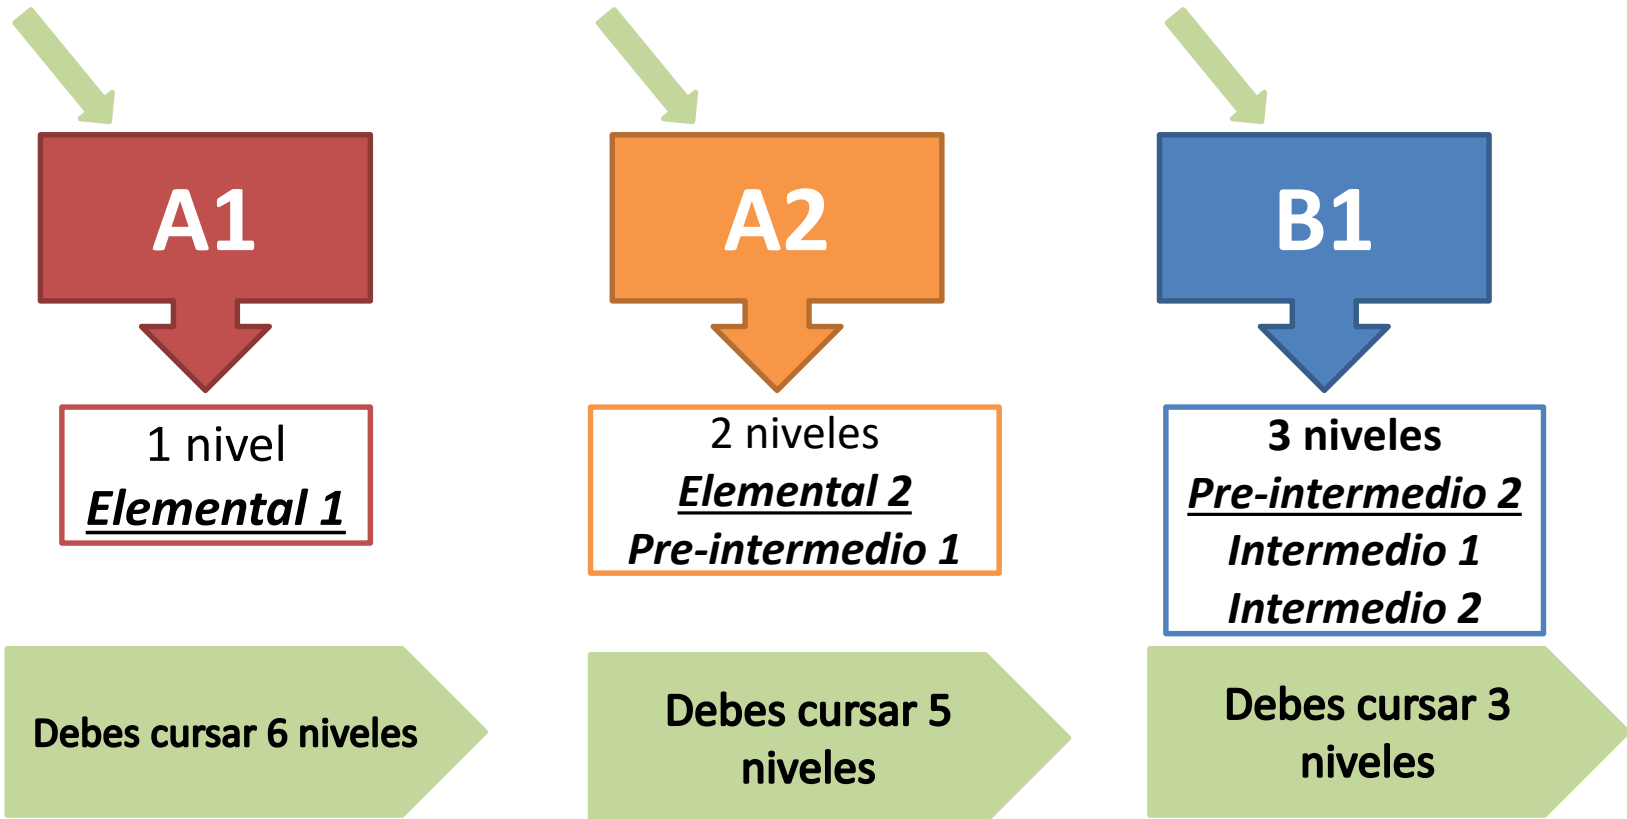 A1
1 nivel
Elemental 1
Debes cursar 6 niveles
A2
2 niveles
Elemental 2
Pre-intermedio 1
Debes cursar 5
niveles
B1
3 niveles
Pre-intermedio 2
Intermedio 1
Intermedio 2
Debes cursar 3
niveles